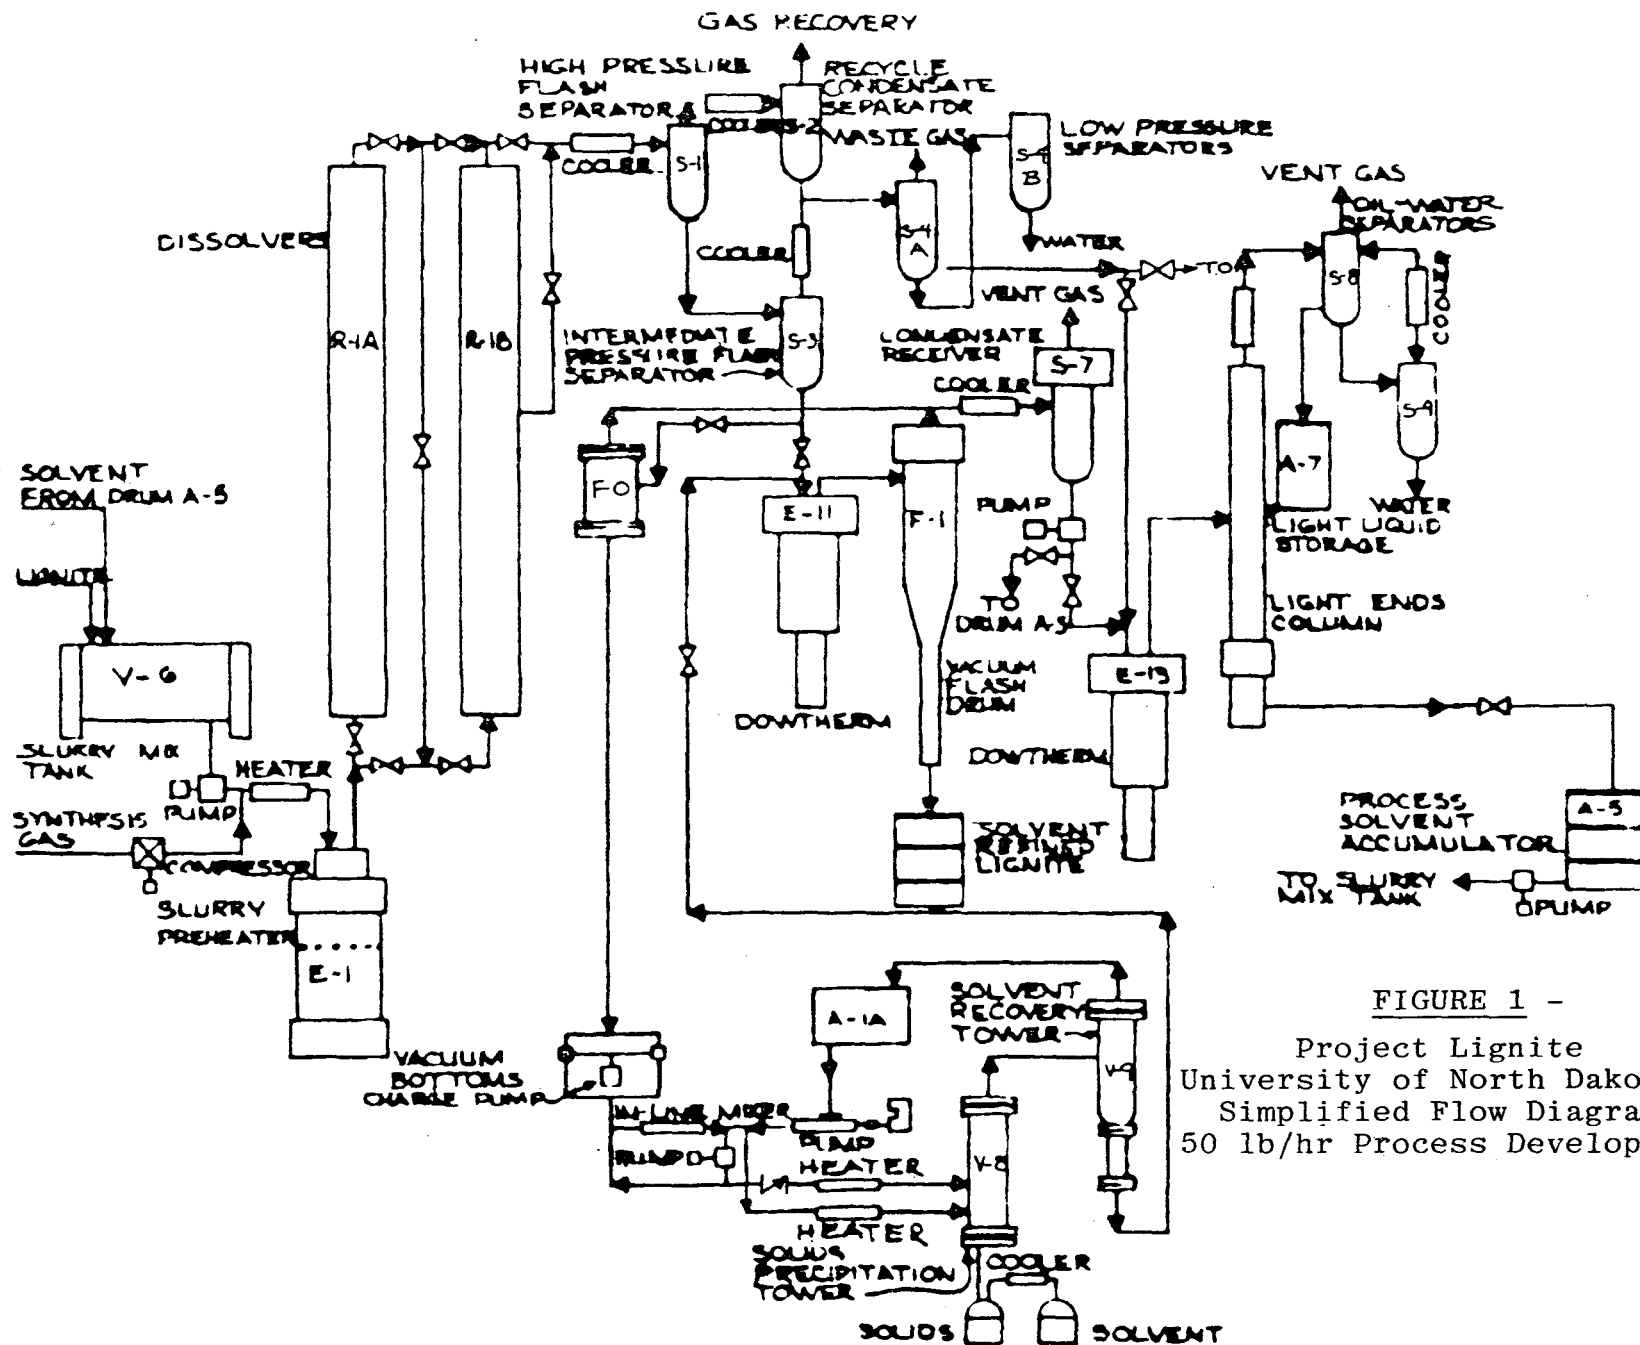 GAS RECOVERY
HIGH PRESSURE
FLASH
SEPARATOR
RECYCLE
CONDENSATE
SEPARATOR
COOLER
S-2
WASTE GAS
S-1
COOLER
S-4
B
LOW PRESSURE
SEPARATORS
WATER
VENT GAS
OIL-WATER
SEPARATORS
S-8
COOLER
DISSOLVERS
COOLER
S-4
A
TO
VENT GAS
R-1A
R-1B
INTERMEDIATE
PRESSURE FLASH
SEPARATOR
S-3
CONDENSATE
RECEIVER
S-7
COOLER
S-9
A-7
WATER
LIGHT LIQUID
STORAGE
SOLVENT
FROM DRUM A-5
LIGNITE
F-0
E-11
F-1
PUMP
TO
DRUM A-5
LIGHT ENDS
COLUMN
V-6
SLURRY MIX
TANK
HEATER
PUMP
SYNTHESIS
GAS
COMPRESSOR
SLURRY
PREHEATER
E-1
DOWTHERM
VACUUM
FLASH
DRUM
E-13
DOWTHERM
SOLVENT
REFINED
LIGNITE
PROCESS
SOLVENT
ACCUMULATOR
A-5
TO SLURRY
MIX TANK
PUMP
A-1A
SOLVENT
RECOVERY
TOWER
V-9
VACUUM
BOTTOMS
CHARGE PUMP
IN-LINE MIXER
PUMP
PUMP
HEATER
V-8
HEATER
SOLIDS
PRECIPITATION
TOWER
COOLER
SOLIDS
SOLVENT
FIGURE 1 -
Project Lignite
University of North Dako
Simplified Flow Diagra
50 lb/hr Process Develop